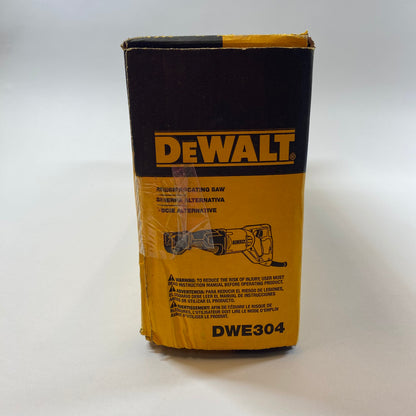 DEWALT®
RECIPROCATING SAW
SIERRA ALTERNATIVA
SCIE ALTERNATIVE
DEWALT
WARNING: TO REDUCE THE RISK OF INJURY, USER MUST
READ INSTRUCTION MANUAL BEFORE OPERATING PRODUCT.
ADVERTENCIA: PARA REDUCIR EL RIESGO DE LESIONES,
EL USUARIO DEBE LEER EL MANUAL DE INSTRUCCIONES
ANTES DE UTILIZAR EL PRODUCTO.
AVERTISSEMENT: AFIN DE RÉDUIRE LE RISQUE DE
BLESSURES, L'UTILISATEUR DOIT LIRE LE MODE D'EMPLOI
AVANT D'UTILISER LE PRODUIT.
DWE304